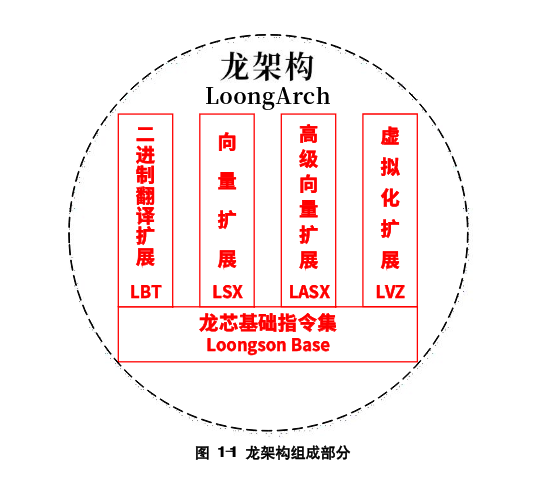 龙架构
LoongArch
二进制翻译扩展
LBT
向量扩展
LSX
高级向量扩展
LASX
虚拟化扩展
LVZ
龙芯基础指令集
Loongson Base
图 1-1 龙架构组成部分